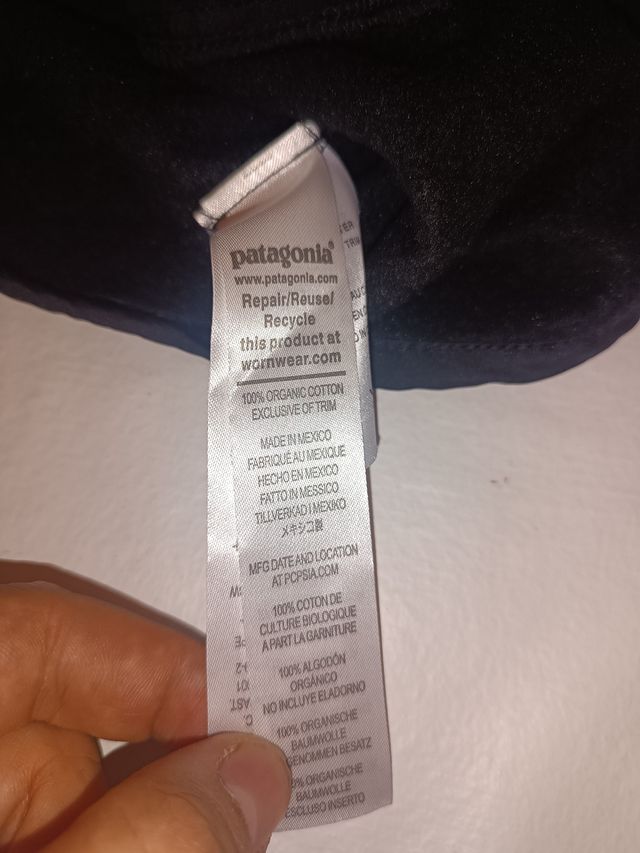 patagonia®
www.patagonia.com
Repair/Reuse/
Recycle
this product at
wornwear.com
100% ORGANIC COTTON
EXCLUSIVE OF TRIM
MADE IN MEXICO
FABRIQUÉ AU MEXIQUE
HECHO EN MEXICO
FATTO IN MESSICO
TILLVERKAD I MEXIKO
メキシコ製
MFG DATE AND LOCATION
AT PCPSIA.COM
100% COTON DE
CULTURE BIOLOGIQUE
À PART LA GARNITURE
100% ALGODÓN
ORGÁNICO
NO INCLUYE ELADORNO
100% ORGANISCHE
BAUMWOLLE
ENOMMEN BESATZ
ORGANISCHE
BAUMWOLLE
ESCLUSO INSERTO